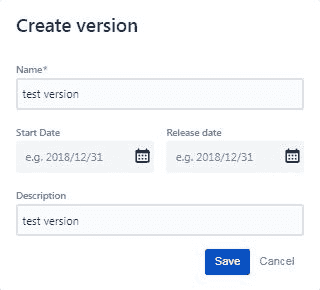 Create version
Name*
test version
Start Date Release date
e.g. 2018/12/31 e.g. 2018/12/31
Description
test version
Save Cancel